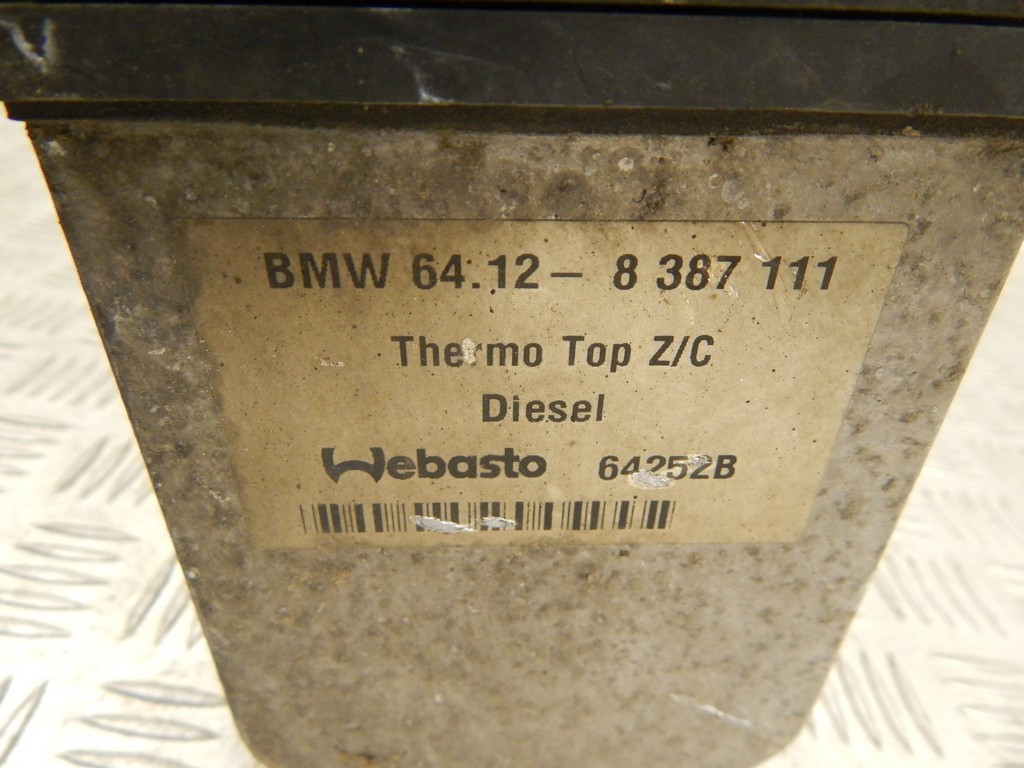 BMW 64.12 – 8 387 111
Thermo Top Z/C
Diesel
Webasto 64252B